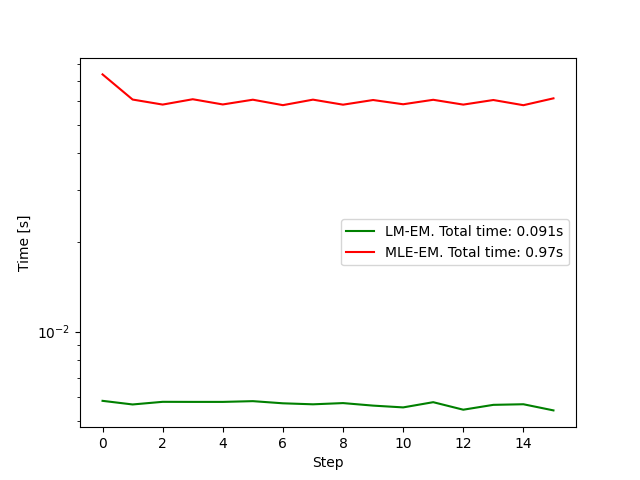 Time [s]
10⁻²
LM-EM. Total time: 0.091s
MLE-EM. Total time: 0.97s
0 2 4 6 8 10 12 14
Step